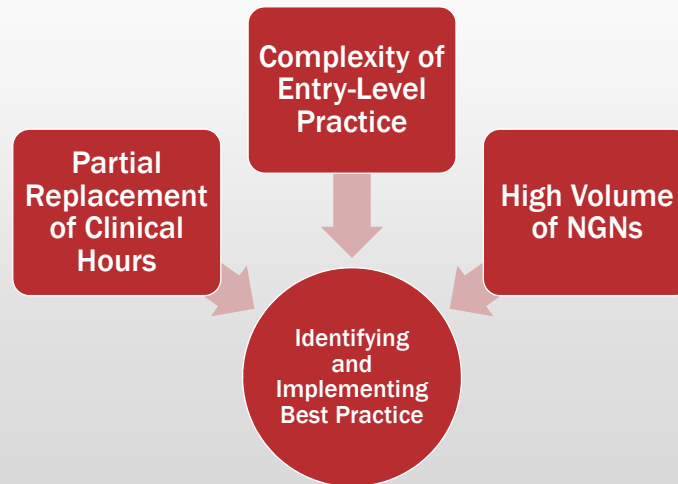 Complexity of
Entry-Level
Practice
Partial
Replacement
of Clinical
Hours
High Volume
of NGNs
Identifying
and
Implementing
Best Practice